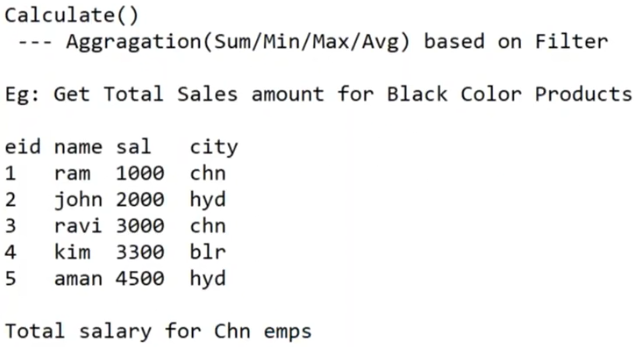 Calculate()
--- Aggragation(Sum/Min/Max/Avg) based on Filter
Eg: Get Total Sales amount for Black Color Products
eid name sal city
1 ram 1000 chn
2 john 2000 hyd
3 ravi 3000 chn
4 kim 3300 blr
5 aman 4500 hyd
Total salary for Chn emps